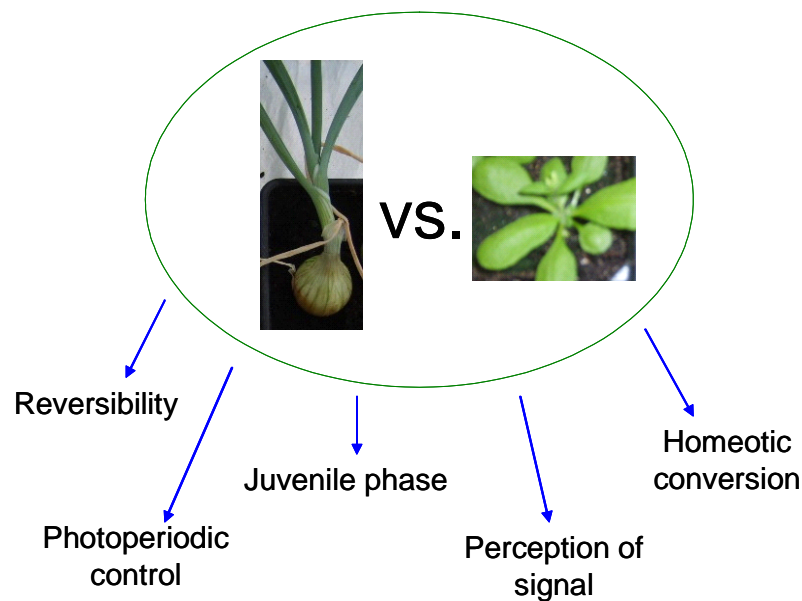 vs.
Reversibility
Photoperiodic
control
Juvenile phase
Perception of
signal
Homeotic
conversion